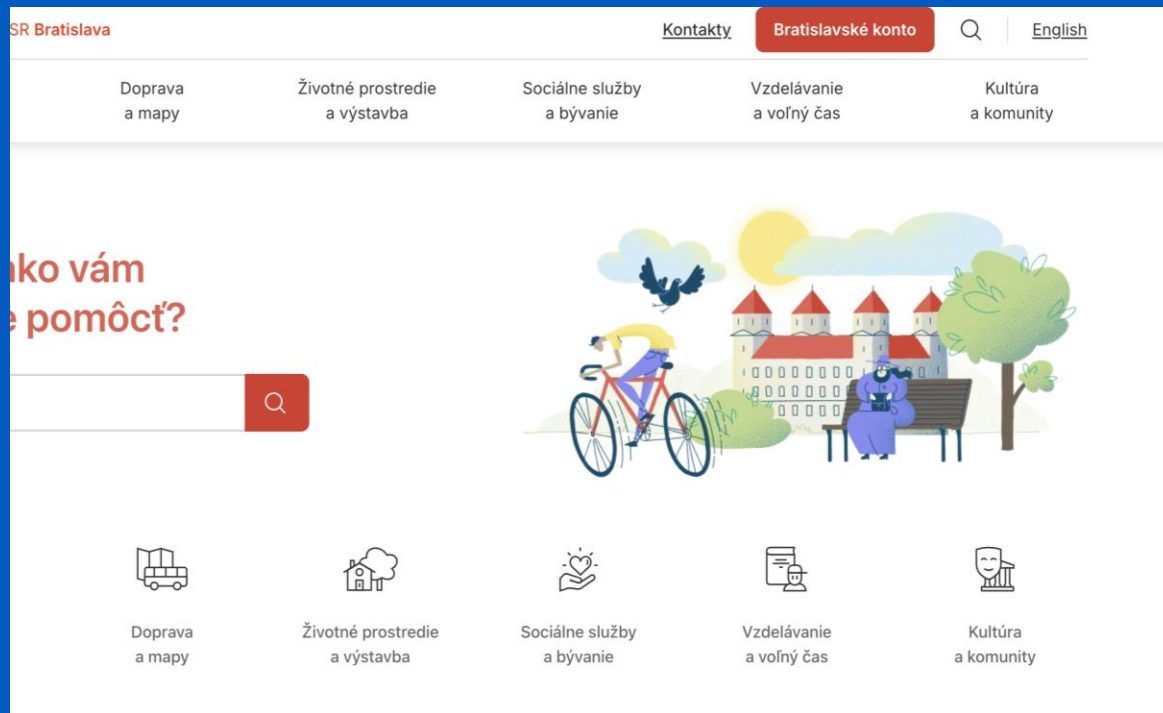 SR Bratislava
Kontakty
Bratislavské konto
English
Doprava
a mapy
Životné prostredie
a výstavba
Sociálne služby
a bývanie
Vzdelávanie
a voľný čas
Kultúra
a komunity
ko vám
pomôcť?
Doprava
a mapy
Životné prostredie
a výstavba
Sociálne služby
a bývanie
Vzdelávanie
a voľný čas
Kultúra
a komunity